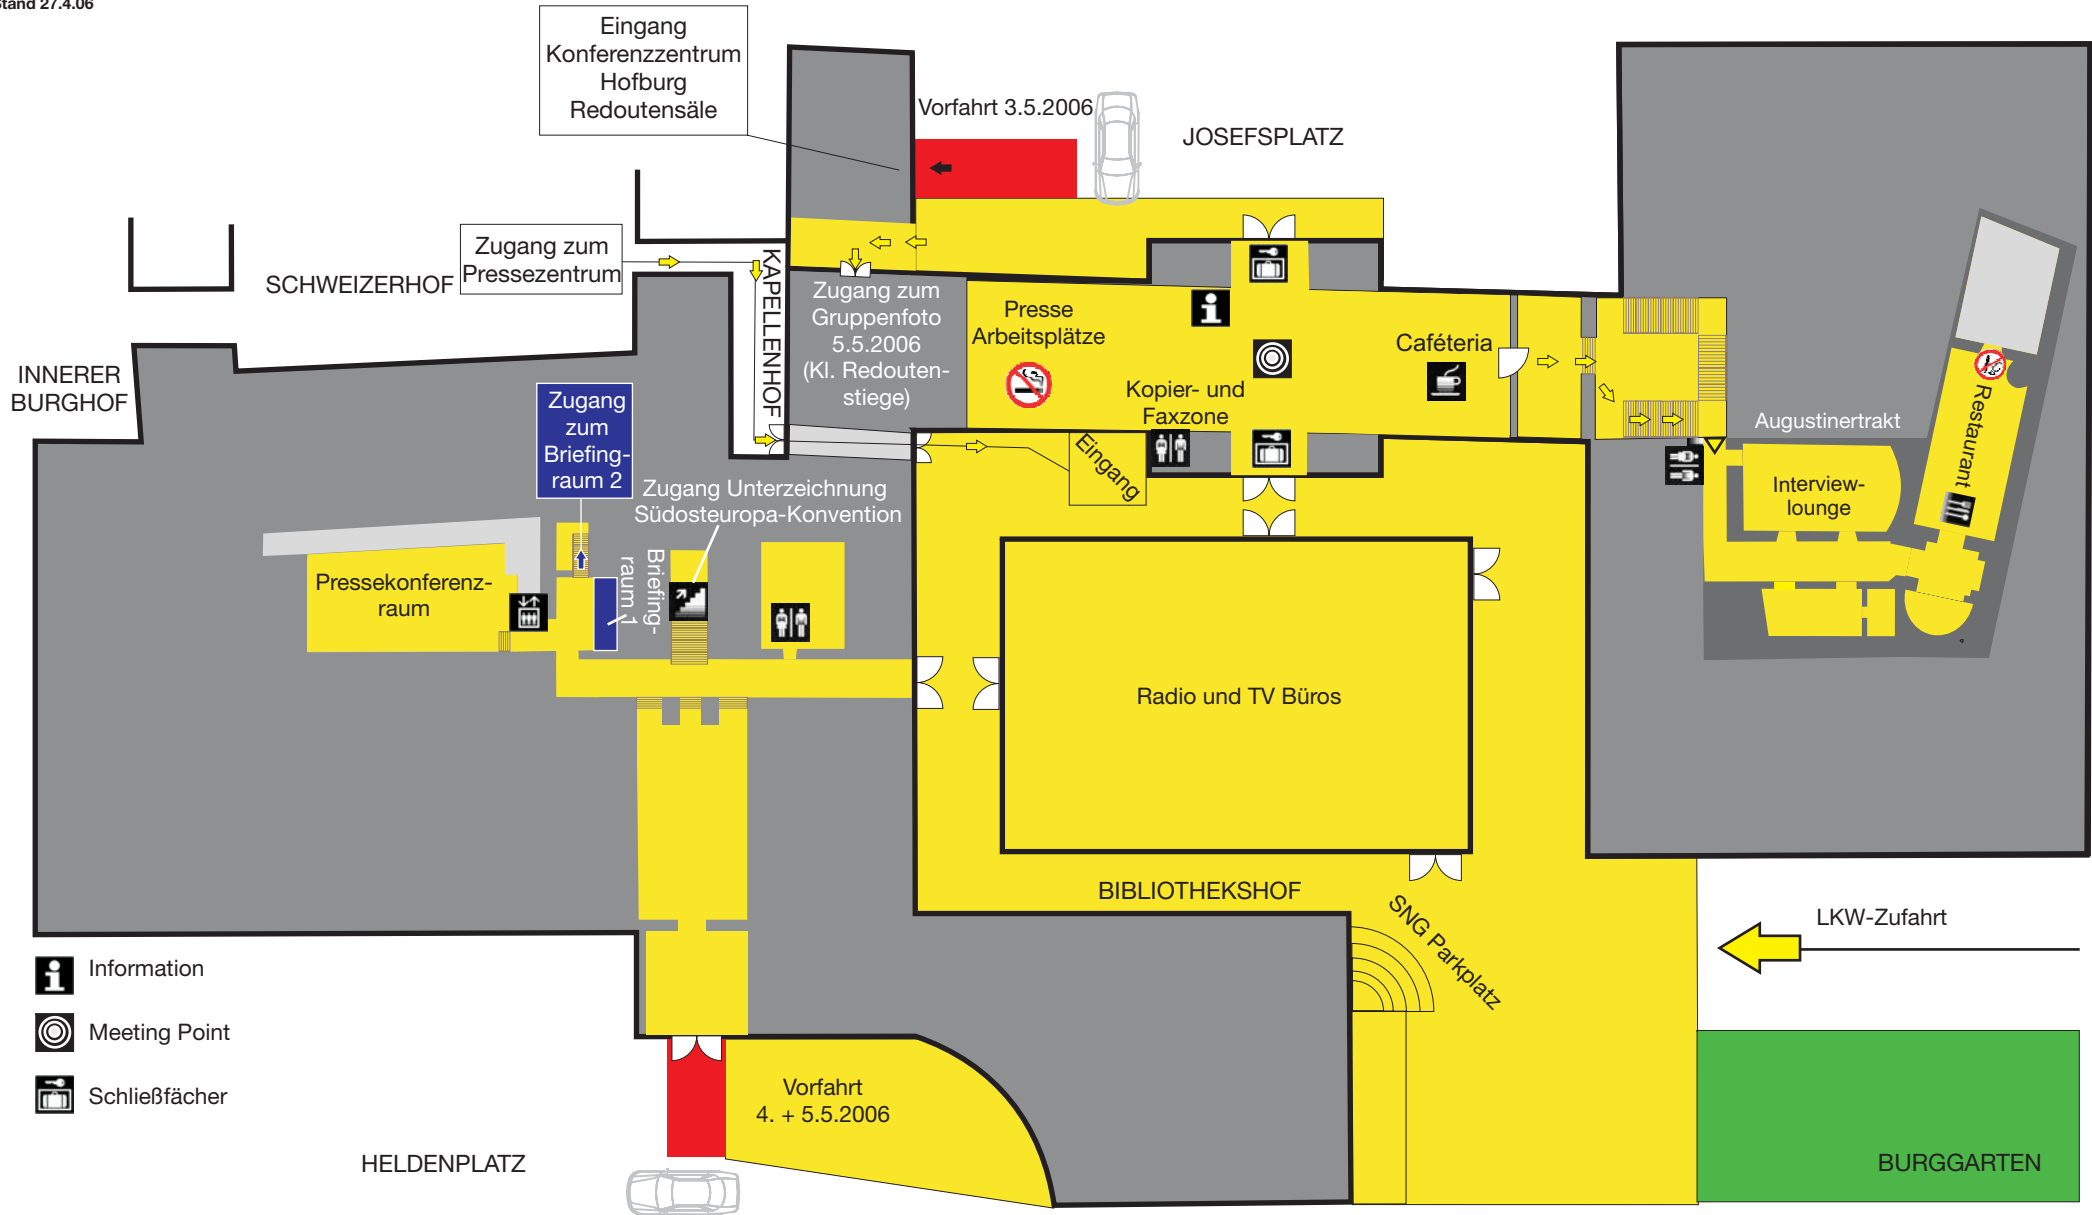 Stand 27.4.06
Eingang
Konferenzzentrum
Hofburg
Redoutensäle
Vorfahrt 3.5.2006
JOSEFSPLATZ
Zugang zum
Pressezentrum
SCHWEIZERHOF
KAPELLENHOF
Zugang zum
Gruppenfoto
5.5.2006
(Kl. Redouten-
stiege)
Presse
Arbeitsplätze
Caféteria
Kopier- und
Faxzone
INNERER
BURGHOF
Zugang
zum
Briefing-
raum 2
Eingang
Augustinertrakt
Restaurant
Interview-
lounge
Zugang Unterzeichnung
Südosteuropa-Konvention
Briefing-
raum 1
Pressekonferenz-
raum
Radio und TV Büros
BIBLIOTHEKSHOF
SNG Parkplatz
LKW-Zufahrt
Information
Meeting Point
Schließfächer
Vorfahrt
4. + 5.5.2006
HELDENPLATZ
BURGGARTEN